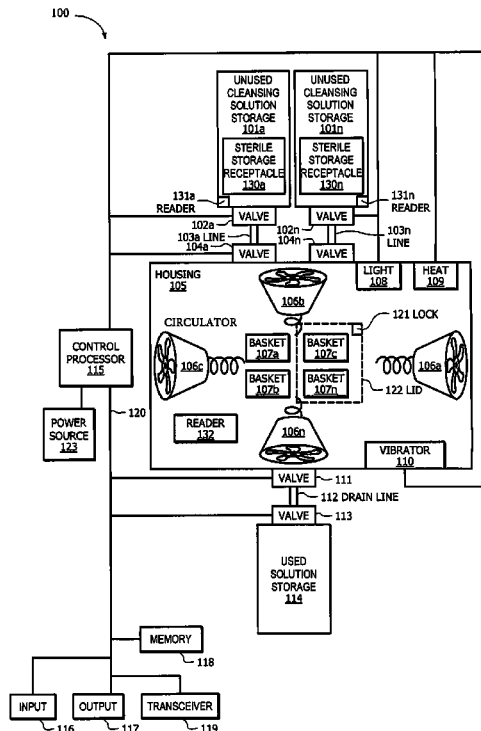 100
UNUSED
CLEANSING
SOLUTION
STORAGE
101a
STERILE
STORAGE
RECEPTACLE
130a
UNUSED
CLEANSING
SOLUTION
STORAGE
101n
STERILE
STORAGE
RECEPTACLE
130n
131a
READER
131n
READER
VALVE
102a
VALVE
102n
103a LINE
103n
LINE
104a
VALVE
104n
VALVE
HOUSING
105
106b
LIGHT
108
HEAT
109
121 LOCK
CIRCULATOR
106c
BASKET
107a
BASKET
107c
106a
BASKET
107b
BASKET
107n
122 LID
CONTROL
PROCESSOR
115
READER
132
106n
POWER
SOURCE
123
120
VIBRATOR
110
VALVE
111
112 DRAIN LINE
VALVE
113
USED
SOLUTION
STORAGE
114
MEMORY
118
INPUT
116
OUTPUT
117
TRANSCEIVER
119